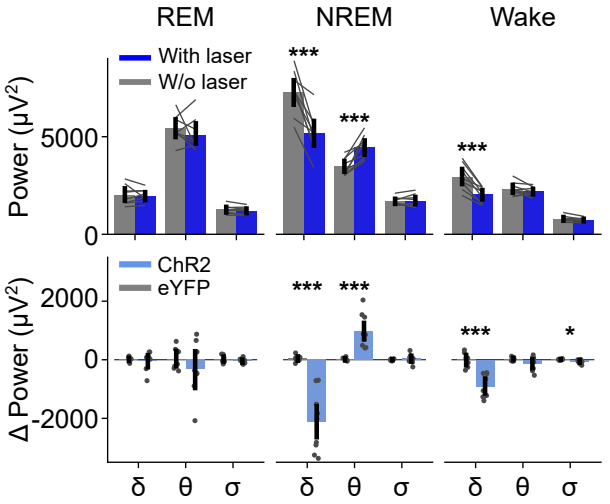 REM NREM Wake
With laser
W/o laser
*** *** ***
Power (µV²)
5000
0
ChR2
eYFP
*** *** *** *
Δ Power (µV²)
2000
0
-2000
δ θ σ δ θ σ δ θ σ